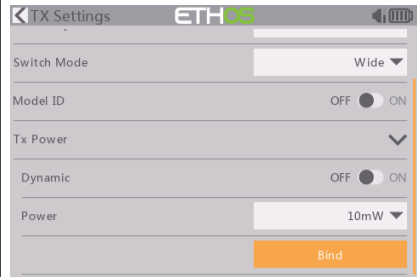 TX Settings ETHOS
Switch Mode Wide
Model ID OFF ON
Tx Power
Dynamic OFF ON
Power 10mW
Bind